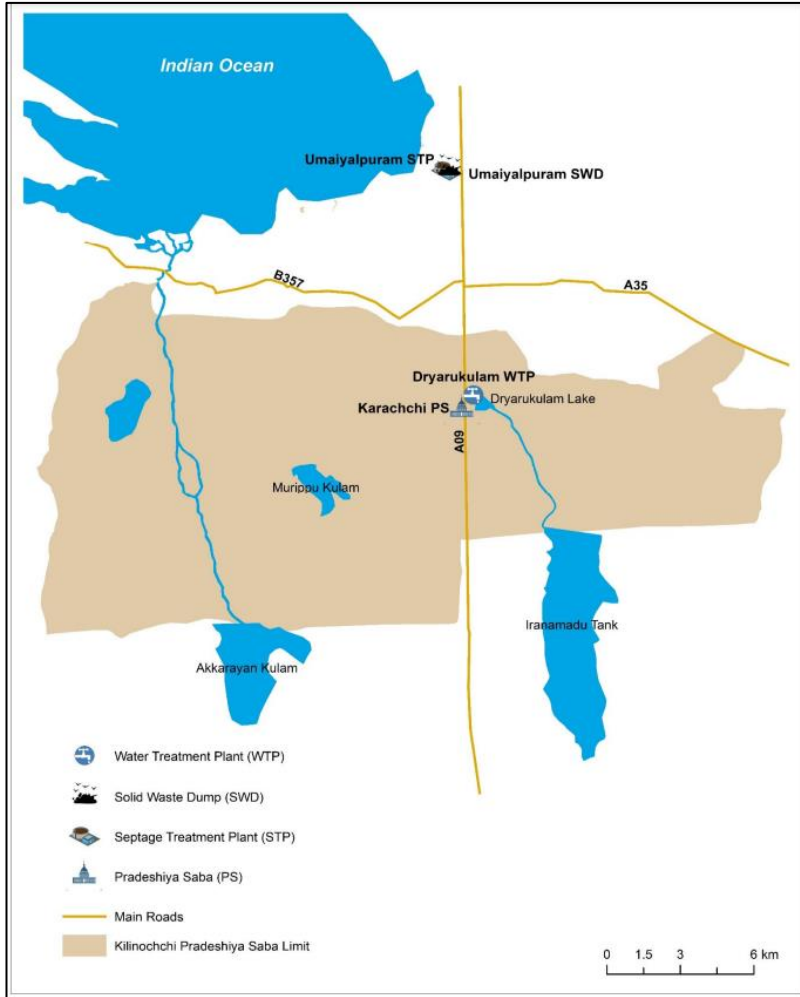 Indian Ocean
Umaiyalpuram STP
Umaiyalpuram SWD
B357
A35
Dryarukulam WTP
Dryarukulam Lake
Karachchi PS
A09
Murippu Kulam
Iranamadu Tank
Akkarayan Kulam
Water Treatment Plant (WTP)
Solid Waste Dump (SWD)
Septage Treatment Plant (STP)
Pradeshiya Saba (PS)
Main Roads
Kilinochchi Pradeshiya Saba Limit
0 1.5 3 6 km